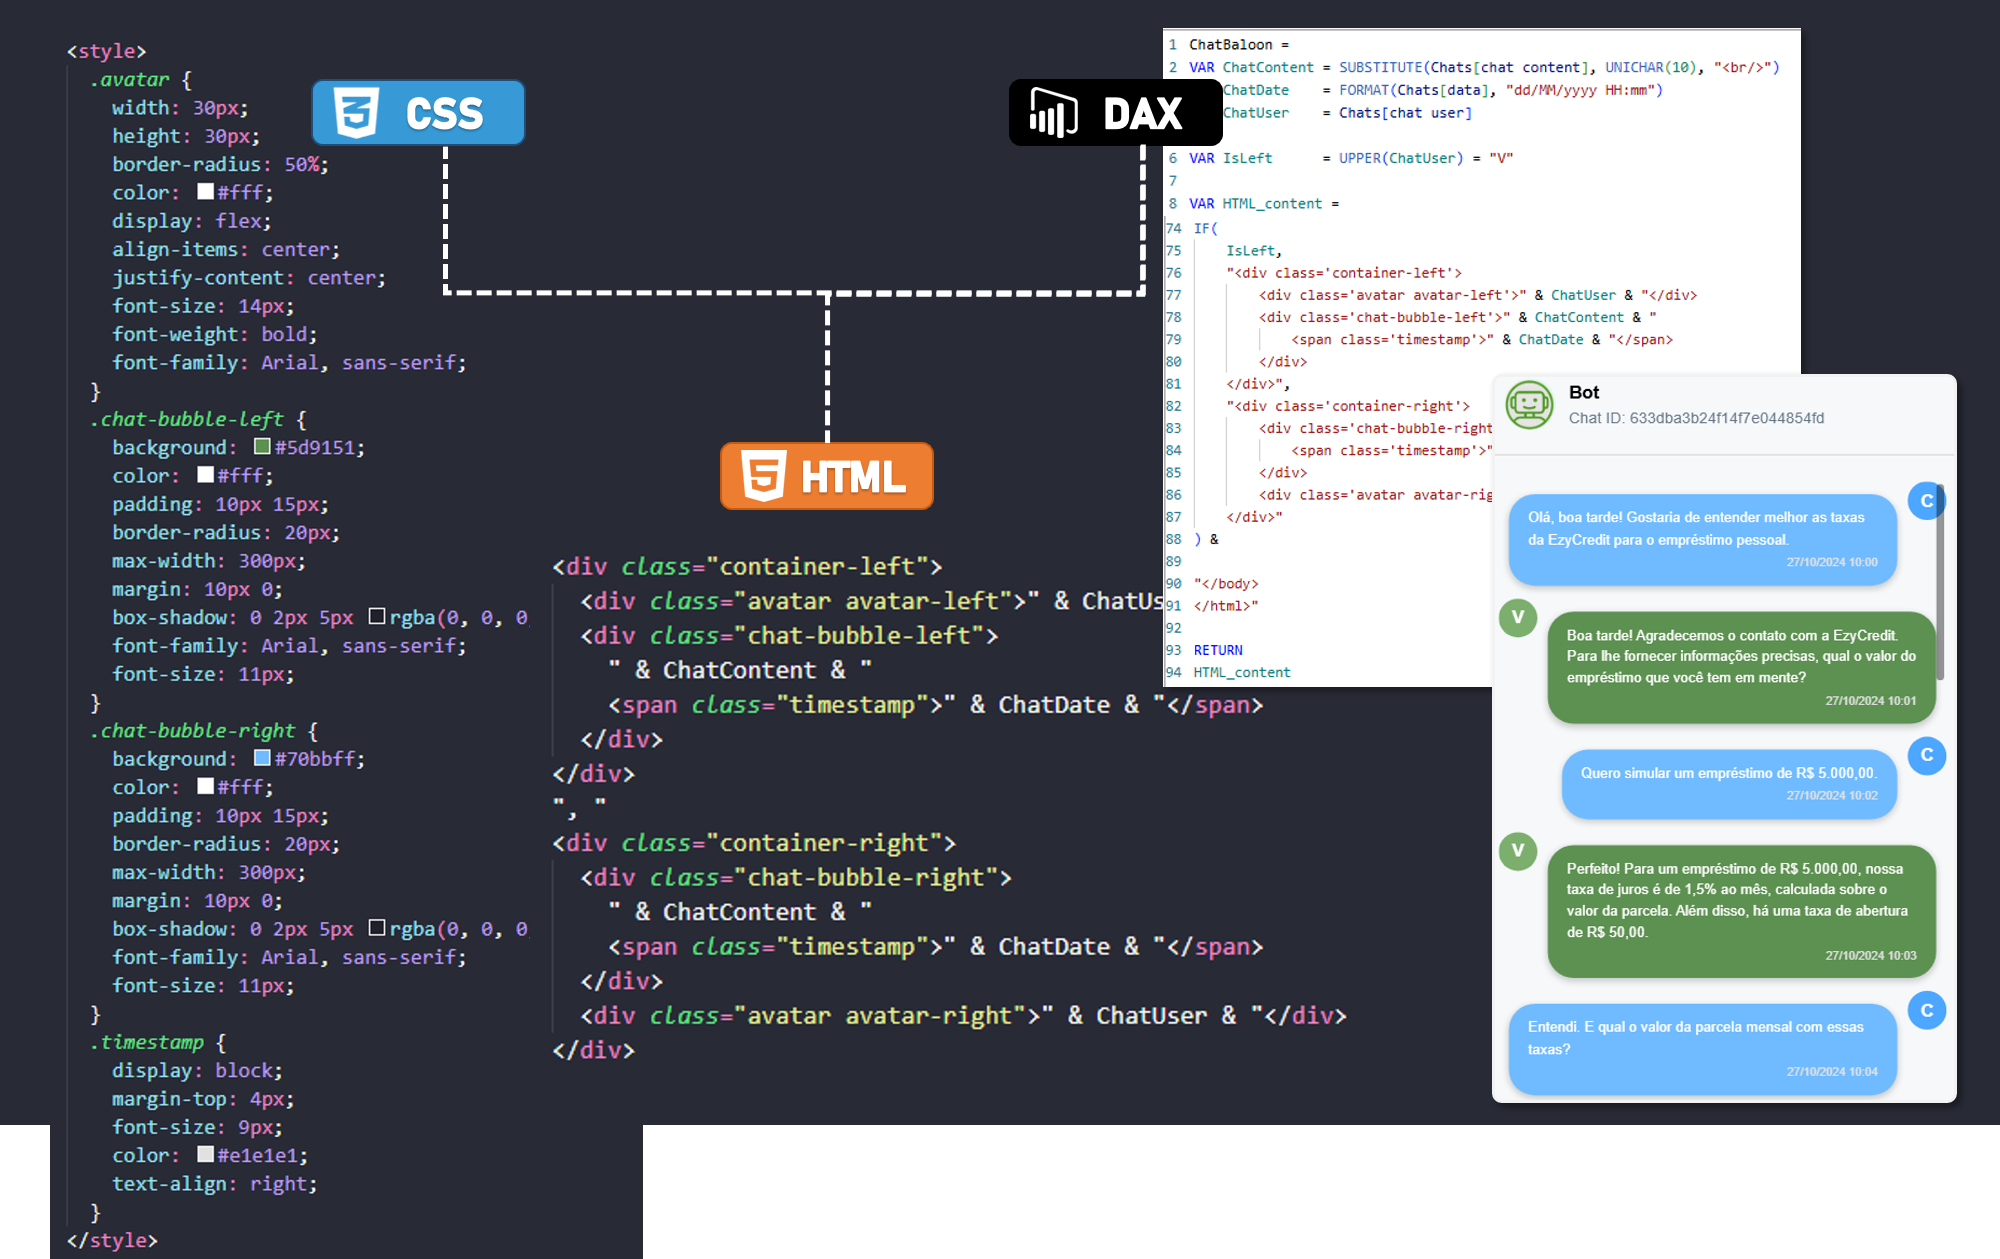 <style>
.avatar {
width: 30px;
height: 30px;
border-radius: 50%;
color: #fff;
display: flex;
align-items: center;
justify-content: center;
font-size: 14px;
font-weight: bold;
font-family: Arial, sans-serif;
}
.chat-bubble-left {
background: #5d9151;
color: #fff;
padding: 10px 15px;
border-radius: 20px;
max-width: 300px;
margin: 10px 0;
box-shadow: 0 2px 5px rgba(0, 0, 0,
font-family: Arial, sans-serif;
font-size: 11px;
}
.chat-bubble-right {
background: #70bbff;
color: #fff;
padding: 10px 15px;
border-radius: 20px;
max-width: 300px;
margin: 10px 0;
box-shadow: 0 2px 5px rgba(0, 0, 0,
font-family: Arial, sans-serif;
font-size: 11px;
}
.timestamp {
display: block;
margin-top: 4px;
font-size: 9px;
color: #e1e1e1;
text-align: right;
}
</style>
CSS
DAX
HTML
<div class="container-left">
<div class="avatar avatar-left">" & ChatUs
<div class="chat-bubble-left">
" & ChatContent & "
<span class="timestamp">" & ChatDate & "</span>
</div>
</div>
", "
<div class="container-right">
<div class="chat-bubble-right">
" & ChatContent & "
<span class="timestamp">" & ChatDate & "</span>
</div>
<div class="avatar avatar-right">" & ChatUser & "</div>
</div>
1 ChatBaloon =
2 VAR ChatContent = SUBSTITUTE(Chats[chat content], UNICHAR(10), "<br/>")
ChatDate = FORMAT(Chats[data], "dd/MM/yyyy HH:mm")
ChatUser = Chats[chat user]
6 VAR IsLeft = UPPER(ChatUser) = "V"
7
8 VAR HTML_content =
74 IF(
75 IsLeft,
76 "<div class='container-left'>
77 <div class='avatar avatar-left'>" & ChatUser & "</div>
78 <div class='chat-bubble-left'>" & ChatContent & "
79 <span class='timestamp'>" & ChatDate & "</span>
80 </div>
81 </div>",
82 "<div class='container-right'>
83 <div class='chat-bubble-right
84 <span class='timestamp'>"
85 </div>
86 <div class='avatar avatar-rig
87 </div>"
88 ) &
89
90 "</body>
91 </html>"
92
93 RETURN
94 HTML_content
Bot
Chat ID: 633dba3b24f14f7e044854fd
C
Olá, boa tarde! Gostaria de entender melhor as taxas
da EzyCredit para o empréstimo pessoal.
27/10/2024 10:00
V
Boa tarde! Agradecemos o contato com a EzyCredit.
Para lhe fornecer informações precisas, qual o valor do
empréstimo que você tem em mente?
27/10/2024 10:01
C
Quero simular um empréstimo de R$ 5.000,00.
27/10/2024 10:02
V
Perfeito! Para um empréstimo de R$ 5.000,00, nossa
taxa de juros é de 1,5% ao mês, calculada sobre o
valor da parcela. Além disso, há uma taxa de abertura
de R$ 50,00.
27/10/2024 10:03
C
Entendi. E qual o valor da parcela mensal com essas
taxas?
27/10/2024 10:04